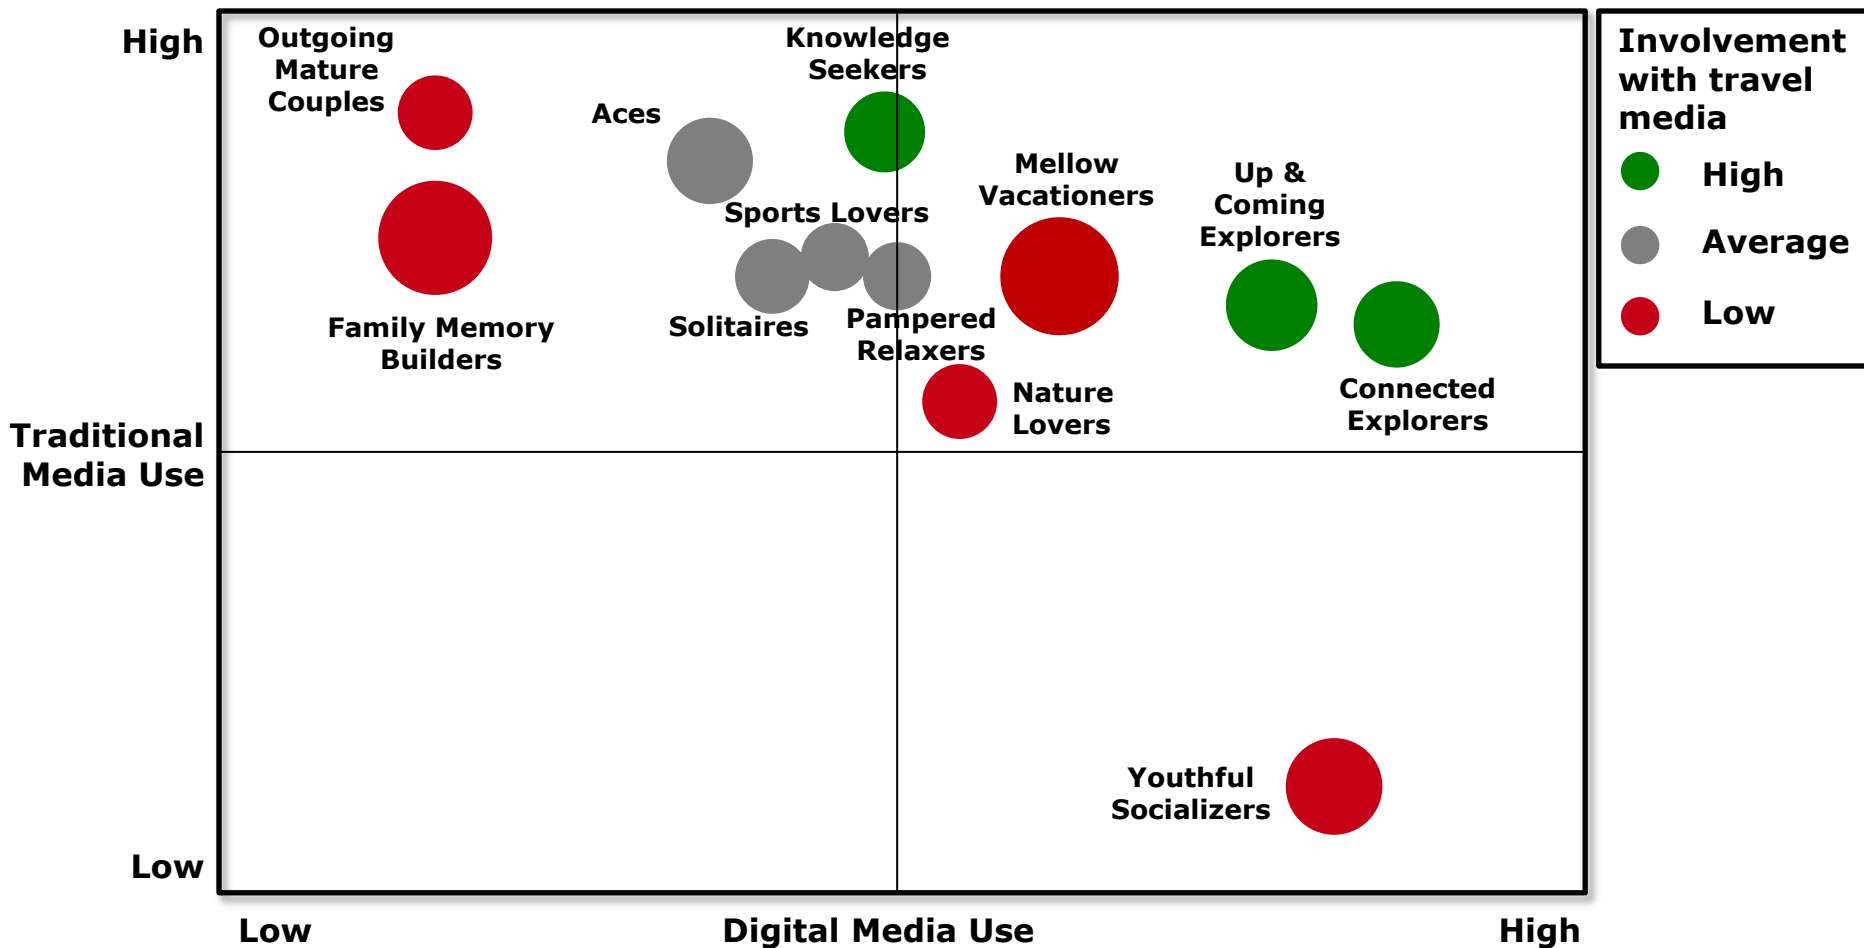 High
Outgoing
Mature
Couples
Aces
Knowledge
Seekers
Sports Lovers
Mellow
Vacationers
Up &
Coming
Explorers
Family Memory
Builders
Solitaires
Pampered
Relaxers
Nature
Lovers
Connected
Explorers
Traditional
Media Use
Youthful
Socializers
Low
Low
Digital Media Use
High
Involvement
with travel
media
High
Average
Low